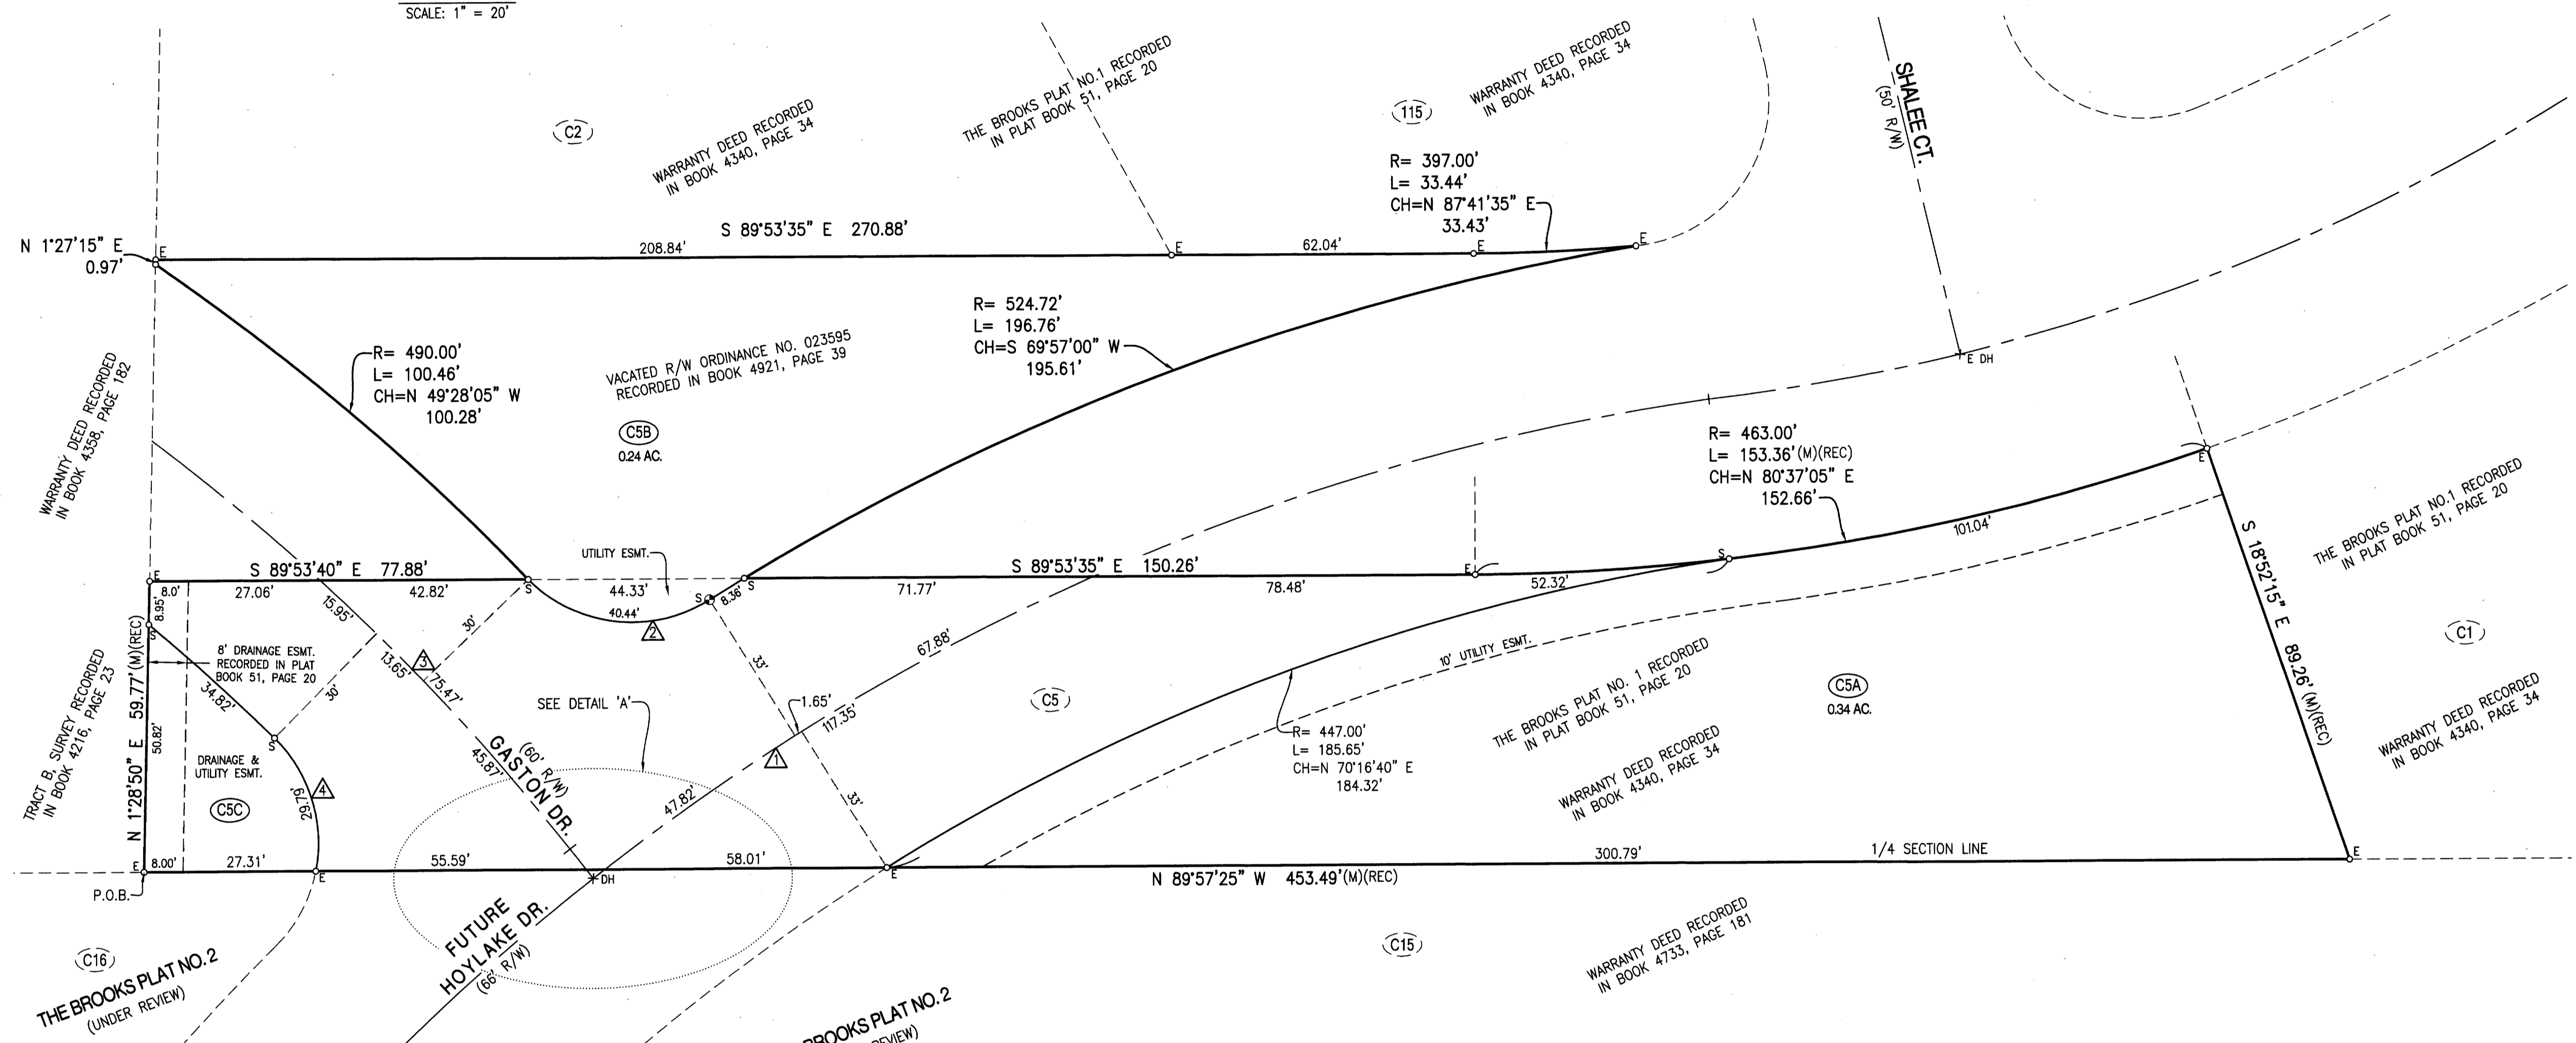 SCALE: 1" = 20'
C2
WARRANTY DEED RECORDED
IN BOOK 4340, PAGE 34
THE BROOKS PLAT NO.1 RECORDED
IN PLAT BOOK 51, PAGE 20
115
WARRANTY DEED RECORDED
IN BOOK 4340, PAGE 34
SHALEE CT.
(50' R/W)
R= 397.00'
L= 33.44'
CH=N 87°41'35" E
33.43'
N 1°27'15" E
0.97'
E
S 89°53'35" E 270.88'
208.84'
E
62.04'
E
E
R= 490.00'
L= 100.46'
CH=N 49°28'05" W
100.28'
VACATED R/W ORDINANCE NO. 023595
RECORDED IN BOOK 4921, PAGE 39
C5B
0.24 AC.
R= 524.72'
L= 196.76'
CH=S 69°57'00" W
195.61'
E DH
R= 463.00'
L= 153.36'(M)(REC)
CH=N 80°37'05" E
152.66'
101.04'
E
WARRANTY DEED RECORDED
IN BOOK 4358, PAGE 182
E
S 89°53'40" E 77.88'
8.0'
27.06'
42.82'
S
UTILITY ESMT.
44.33'
40.44'
2
S
8.36'
S
S 89°53'35" E 150.26'
71.77'
78.48'
E
52.32'
S
S 18°52'15" E 89.26'(M)(REC)
THE BROOKS PLAT NO.1 RECORDED
IN PLAT BOOK 51, PAGE 20
C1
WARRANTY DEED RECORDED
IN BOOK 4340, PAGE 34
TRACT B, SURVEY RECORDED
IN BOOK 4216, PAGE 23
N 1°28'50" E 59.77'(M)(REC)
8.95'
S
50.82'
8' DRAINAGE ESMT.
RECORDED IN PLAT
BOOK 51, PAGE 20
34.82'
15.95'
13.65'
30'
30'
3
75.47'
45.87'
S
DRAINAGE &
UTILITY ESMT.
C5C
4
29.79'
GASTON DR.
(60' R/W)
SEE DETAIL 'A'
33'
33'
1.65'
67.88'
117.35'
1
47.82'
C5
10' UTILITY ESMT.
R= 447.00'
L= 185.65'
CH=N 70°16'40" E
184.32'
THE BROOKS PLAT NO. 1 RECORDED
IN PLAT BOOK 51, PAGE 20
WARRANTY DEED RECORDED
IN BOOK 4340, PAGE 34
C5A
0.34 AC.
E
8.00'
27.31'
E
55.59'
DH
58.01'
E
300.79'
1/4 SECTION LINE
E
N 89°57'25" W 453.49'(M)(REC)
P.O.B.
FUTURE
HOYLAKE DR.
(66' R/W)
C16
THE BROOKS PLAT NO. 2
(UNDER REVIEW)
BROOKS PLAT NO. 2
C15
WARRANTY DEED RECORDED
IN BOOK 4733, PAGE 181